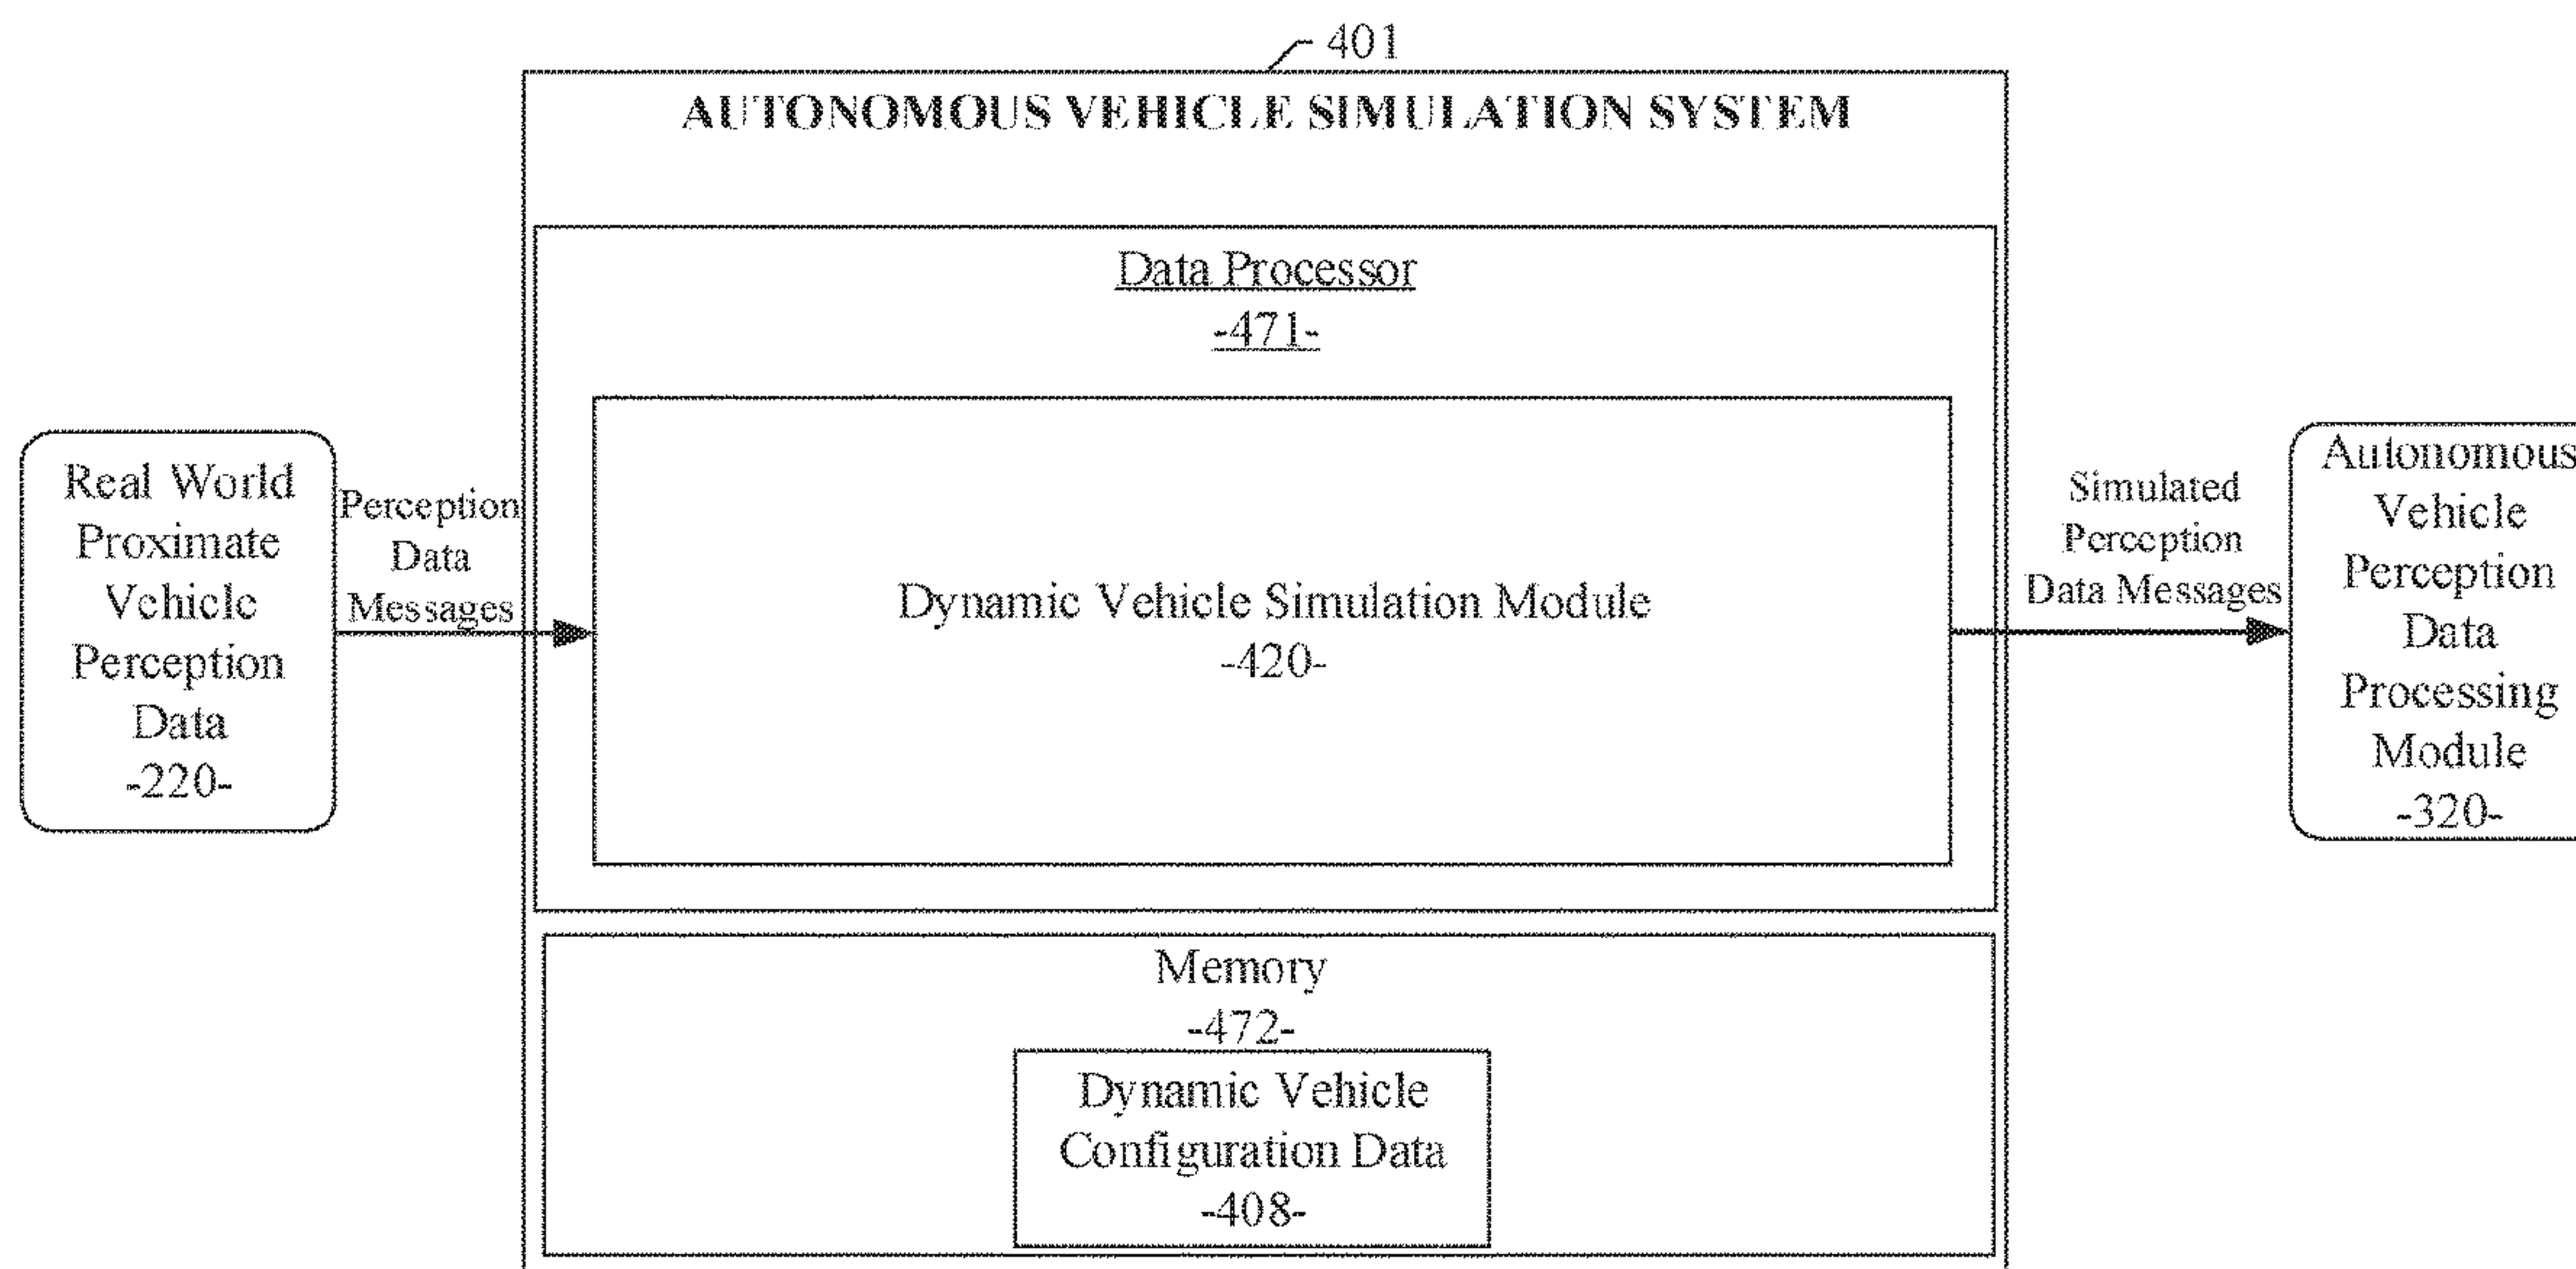 401
AUTONOMOUS VEHICLE SIMULATION SYSTEM
Data Processor
-471-
Real World
Proximate
Vehicle
Perception
Data
-220-
Perception
Data
Messages
Dynamic Vehicle Simulation Module
-420-
Simulated
Perception
Data Messages
Autonomous
Vehicle
Perception
Data
Processing
Module
-320-
Memory
-472-
Dynamic Vehicle
Configuration Data
-408-